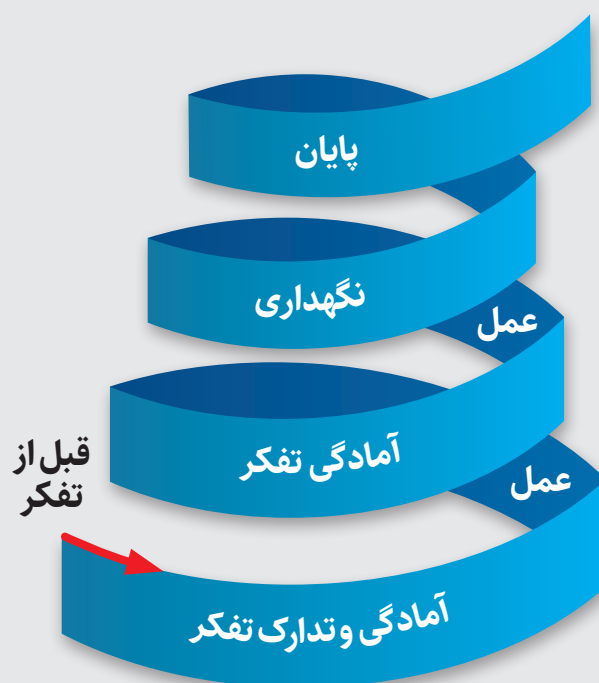 پایان
نگهداری
عمل
آمادگی تفکر
قبل از
تفکر
عمل
آمادگی و تدارک تفکر